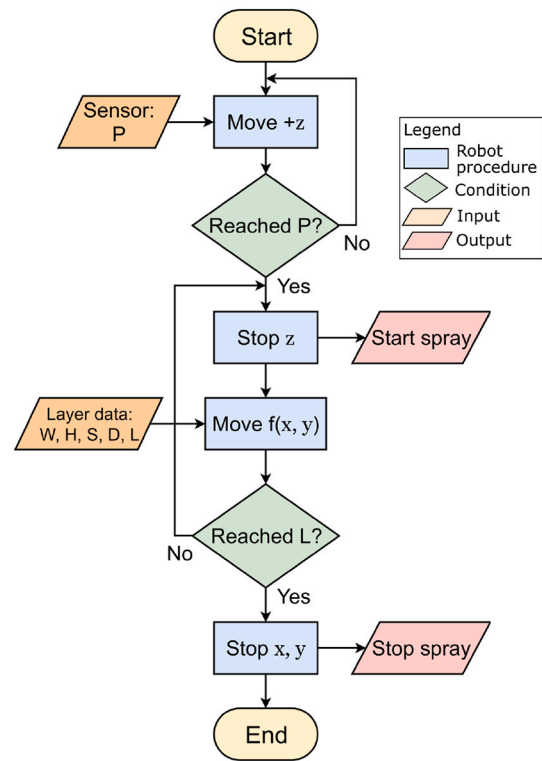 Start
Sensor:
P
Move +z
Reached P?
No
Yes
Stop z
Start spray
Layer data:
W, H, S, D, L
Move f(x, y)
Reached L?
No
Yes
Stop x, y
Stop spray
End
Legend
Robot
procedure
Condition
Input
Output